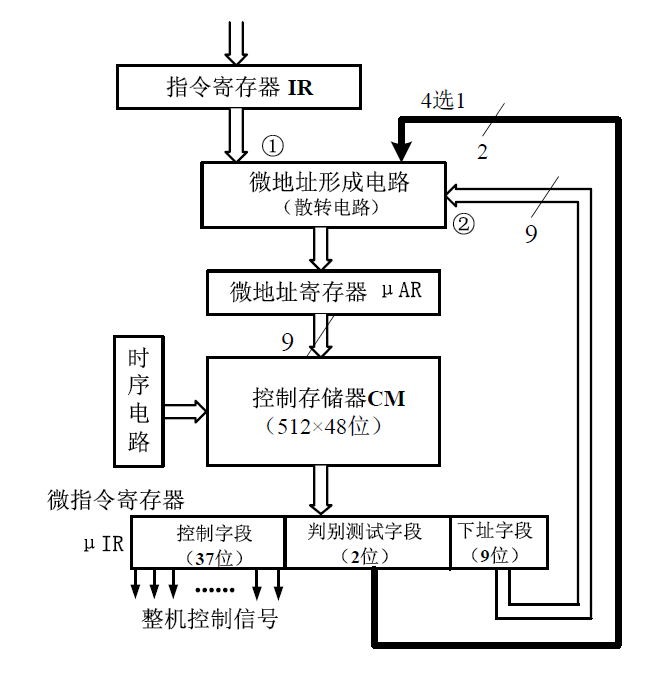 指令寄存器 IR
4选1
2
①
微地址形成电路
（散转电路）
②
9
微地址寄存器 μAR
9
时序电路
控制存储器CM
（512×48位）
微指令寄存器
μIR
控制字段
（37位）
判别测试字段
（2位）
下址字段
（9位）
......
整机控制信号